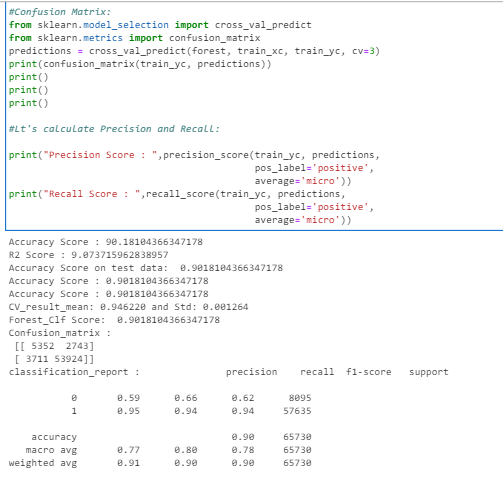 #Confusion Matrix:
from sklearn.model_selection import cross_val_predict
from sklearn.metrics import confusion_matrix
predictions = cross_val_predict(forest, train_xc, train_yc, cv=3)
print(confusion_matrix(train_yc, predictions))
print()
print()
print()
#Lt's calculate Precision and Recall:
print("Precision Score : ",precision_score(train_yc, predictions,
pos_label='positive',
average='micro'))
print("Recall Score : ",recall_score(train_yc, predictions,
pos_label='positive',
average='micro'))
Accuracy Score : 90.18104366347178
R2 Score : 9.073715962838957
Accuracy Score on test data:  0.9018104366347178
Accuracy Score : 0.9018104366347178
Accuracy Score : 0.9018104366347178
CV_result_mean: 0.946220 and Std: 0.001264
Forest_Clf Score:  0.9018104366347178
Confusion_matrix :
[[ 5352  2743]
[ 3711 53924]]
classification_report :               precision    recall  f1-score   support
0       0.59      0.66      0.62      8095
1       0.95      0.94      0.94     57635
accuracy                           0.90     65730
macro avg       0.77      0.80      0.78     65730
weighted avg       0.91      0.90      0.90     65730